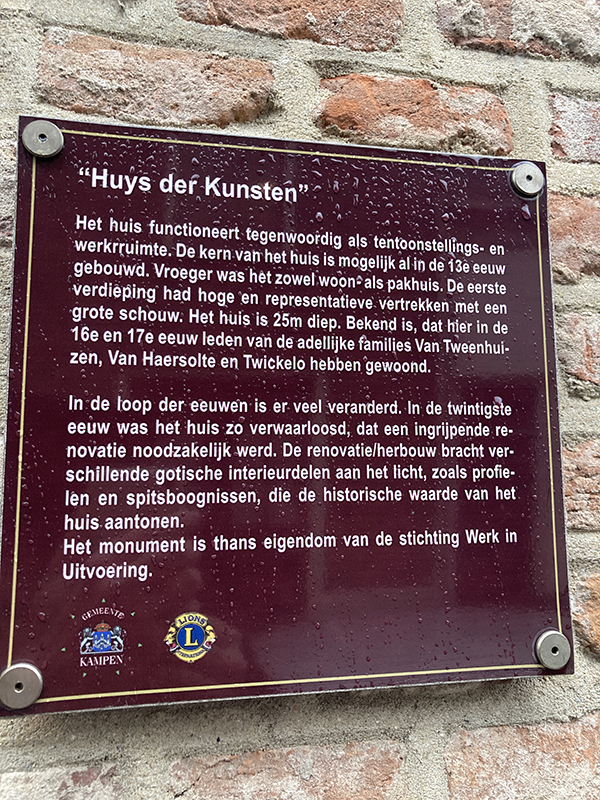 “Huys der Kunsten”
Het huis functioneert tegenwoordig als tentoonstellings- en
werkrruimte. De kern van het huis is mogelijk al in de 13e eeuw
gebouwd. Vroeger was het zowel woon- als pakhuis. De eerste
verdieping had hoge en representatieve vertrekken met een
grote schouw. Het huis is 25m diep. Bekend is, dat hier in de
16e en 17e eeuw leden van de adellijke families Van Tweenhui-
zen, Van Haersolte en Twickelo hebben gewoond.
In de loop der eeuwen is er veel veranderd. In de twintigste
eeuw was het huis zo verwaarloosd, dat een ingrijpende re-
novatie noodzakelijk werd. De renovatie/herbouw bracht ver-
schillende gotische interieurdelen aan het licht, zoals profie-
len en spitsboognissen, die de historische waarde van het
huis aantonen.
Het monument is thans eigendom van de stichting Werk in
Uitvoering.
GEMEENTE
KAMPEN
LIONS
L
INTERNATIONAL